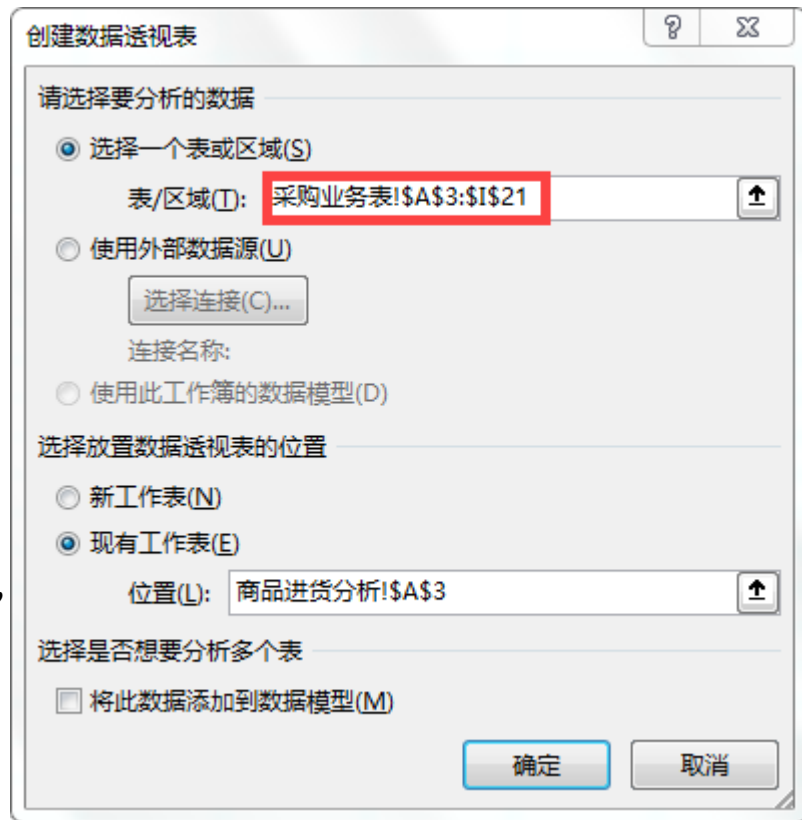 创建数据透视表
请选择要分析的数据
选择一个表或区域(S)
表/区域(T): 采购业务表!$A$3:$I$21
使用外部数据源(U)
选择连接(C)...
连接名称:
使用此工作簿的数据模型(D)
选择放置数据透视表的位置
新工作表(N)
现有工作表(E)
位置(L): 商品进货分析!$A$3
选择是否想要分析多个表
将此数据添加到数据模型(M)
确定 取消